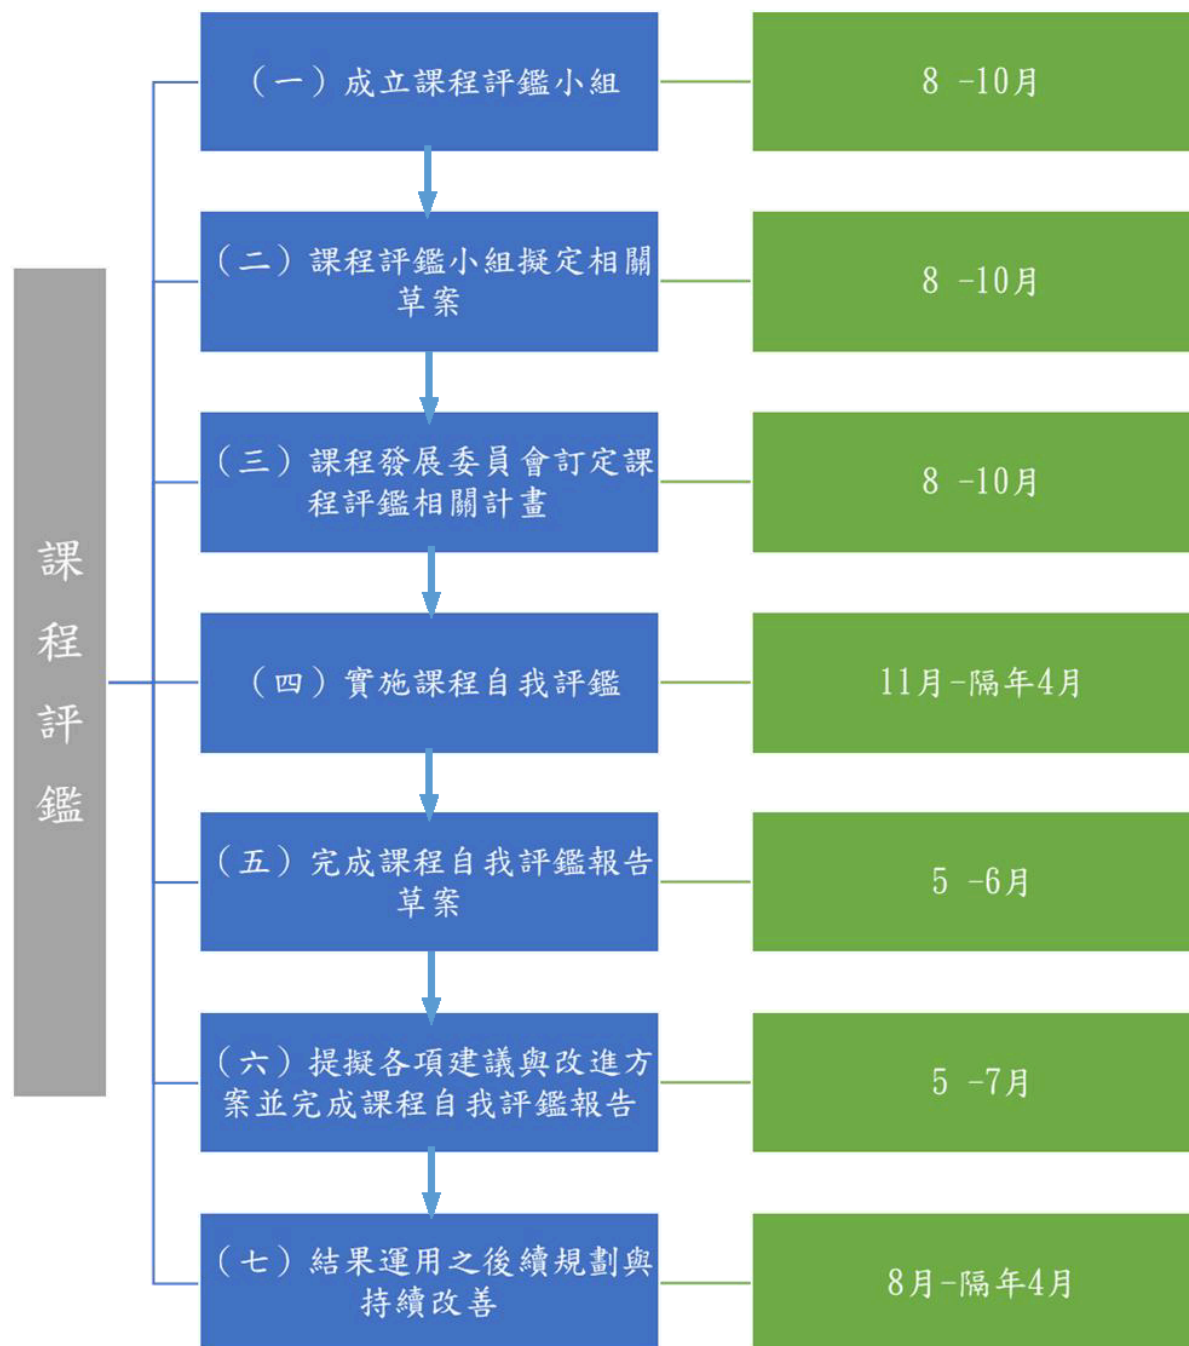 課程評鑑
（一）成立課程評鑑小組
8 -10月
（二）課程評鑑小組擬定相關
草案
8 -10月
（三）課程發展委員會訂定課
程評鑑相關計畫
8 -10月
（四）實施課程自我評鑑
11月-隔年4月
（五）完成課程自我評鑑報告
草案
5 -6月
（六）提擬各項建議與改進方
案並完成課程自我評鑑報告
5 -7月
（七）結果運用之後續規劃與
持續改善
8月-隔年4月